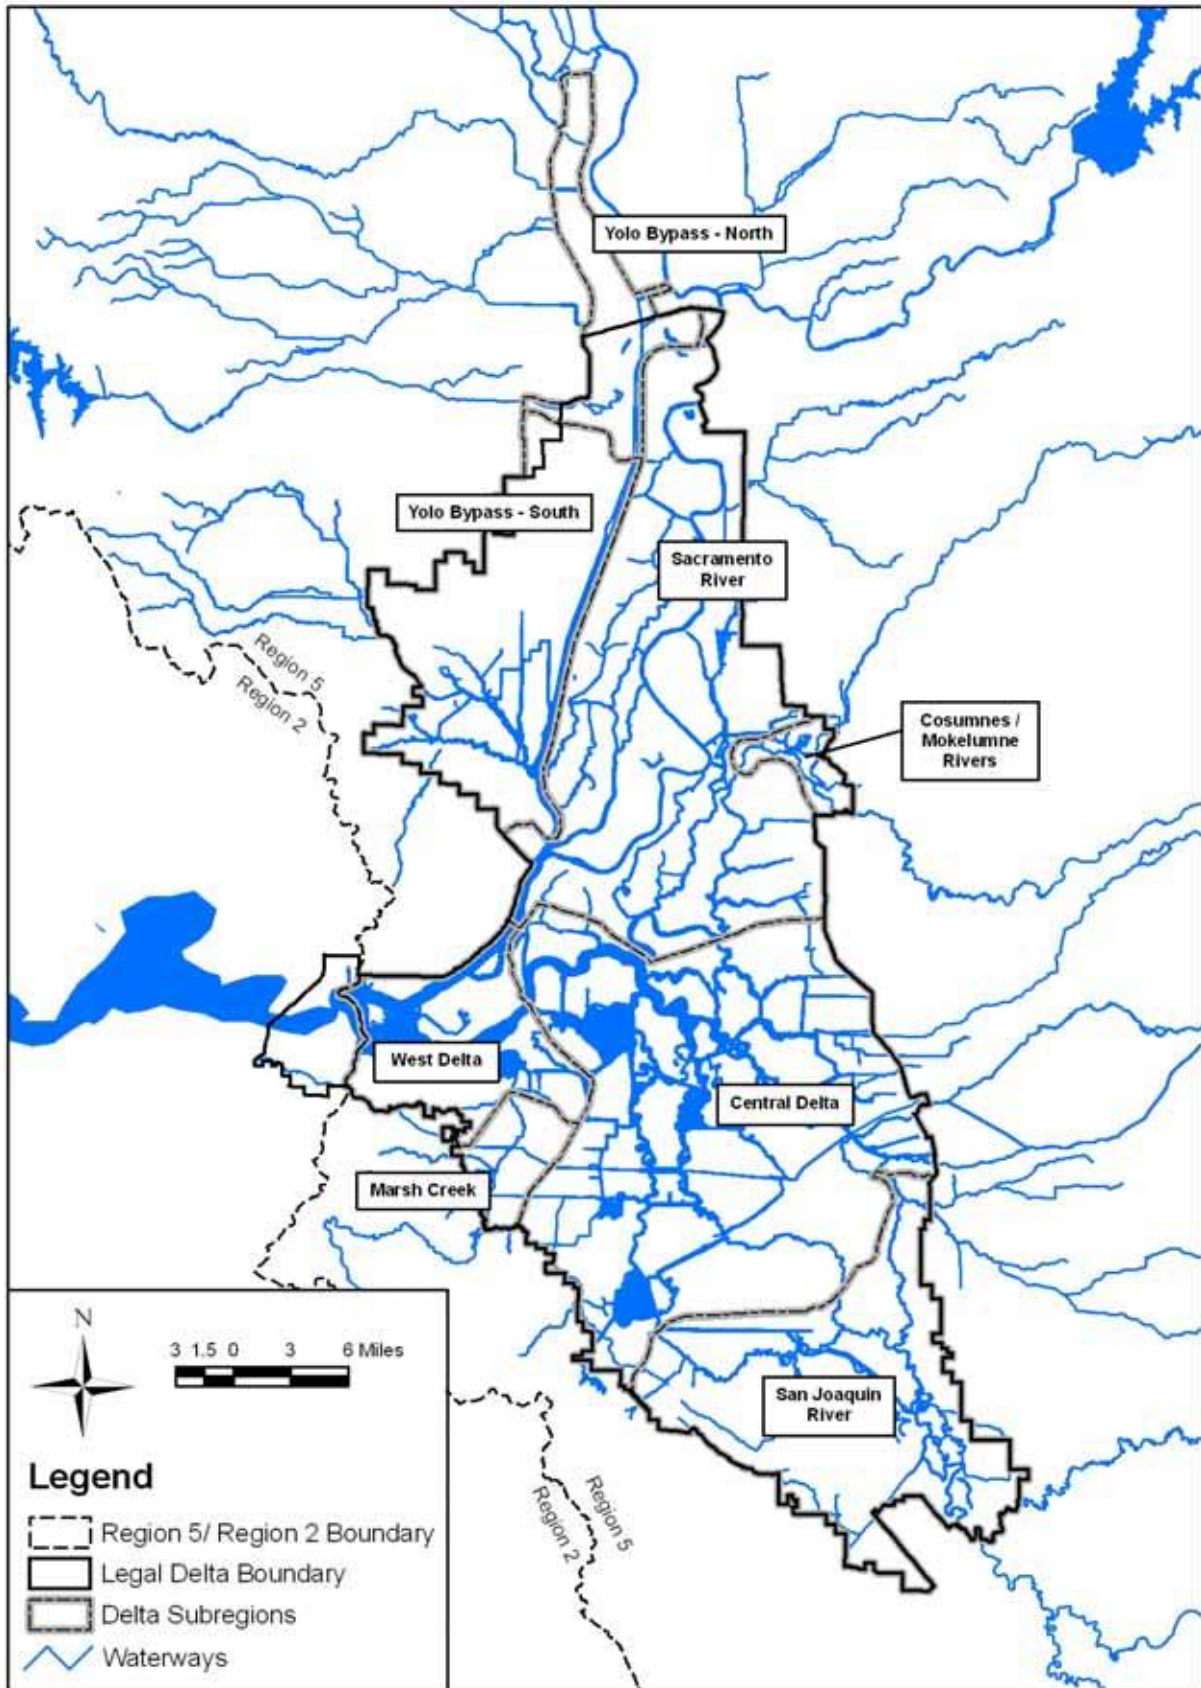 Yolo Bypass - North
Yolo Bypass - South
Sacramento
River
Region 5
Region 2
Cosumnes /
Mokelumne
Rivers
West Delta
Central Delta
Marsh Creek
San Joaquin
River
Region 5
Region 2
N
3 1.5 0 3 6 Miles
Legend
Region 5/ Region 2 Boundary
Legal Delta Boundary
Delta Subregions
Waterways